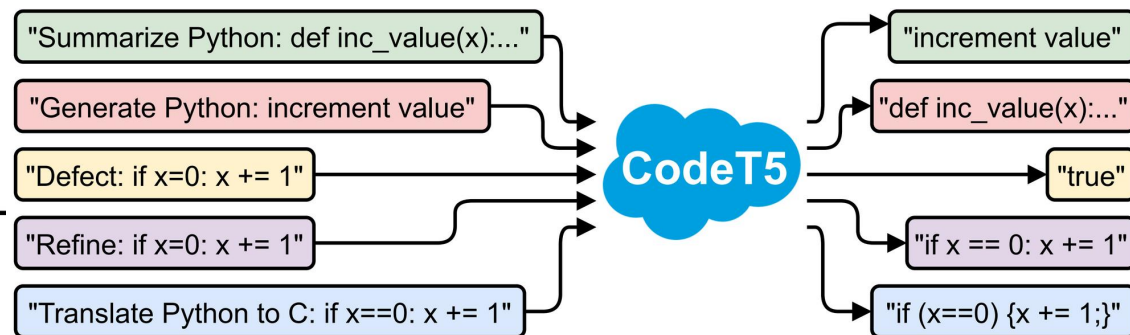 "Summarize Python: def inc_value(x):..."
"increment value"
"Generate Python: increment value"
"def inc_value(x):..."
CodeT5
"Defect: if x=0: x += 1"
"true"
"Refine: if x=0: x += 1"
"if x == 0: x += 1"
"Translate Python to C: if x==0: x += 1"
"if (x==0) {x += 1;}"